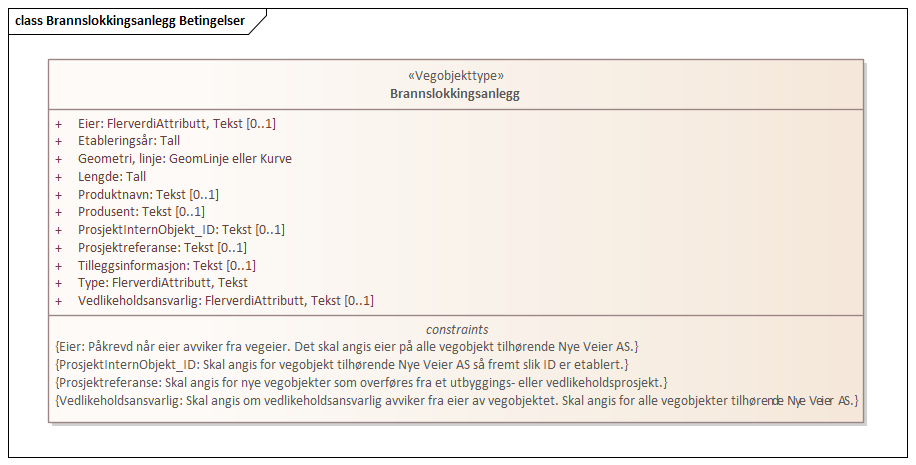 class Brannslokkingsanlegg Betingelser
«Vegobjekttype»
Brannslokkingsanlegg
+ Eier: FlerverdiAttributt, Tekst [0..1]
+ Etableringsår: Tall
+ Geometri, linje: GeomLinje eller Kurve
+ Lengde: Tall
+ Produktnavn: Tekst [0..1]
+ Produsent: Tekst [0..1]
+ ProsjektInternObjekt_ID: Tekst [0..1]
+ Prosjektreferanse: Tekst [0..1]
+ Tilleggsinformasjon: Tekst [0..1]
+ Type: FlerverdiAttributt, Tekst
+ Vedlikeholdsansvarlig: FlerverdiAttributt, Tekst [0..1]
constraints
{Eier: Påkrevd når eier avviker fra vegeier. Det skal angis eier på alle vegobjekt tilhørende Nye Veier AS.}
{ProsjektInternObjekt_ID: Skal angis for vegobjekt tilhørende Nye Veier AS så fremt slik ID er etablert.}
{Prosjektreferanse: Skal angis for nye vegobjekter som overføres fra et utbyggings- eller vedlikeholdsprosjekt.}
{Vedlikeholdsansvarlig: Skal angis om vedlikeholdsansvarlig avviker fra eier av vegobjektet. Skal angis for alle vegobjekter tilhørende Nye Veier AS.}